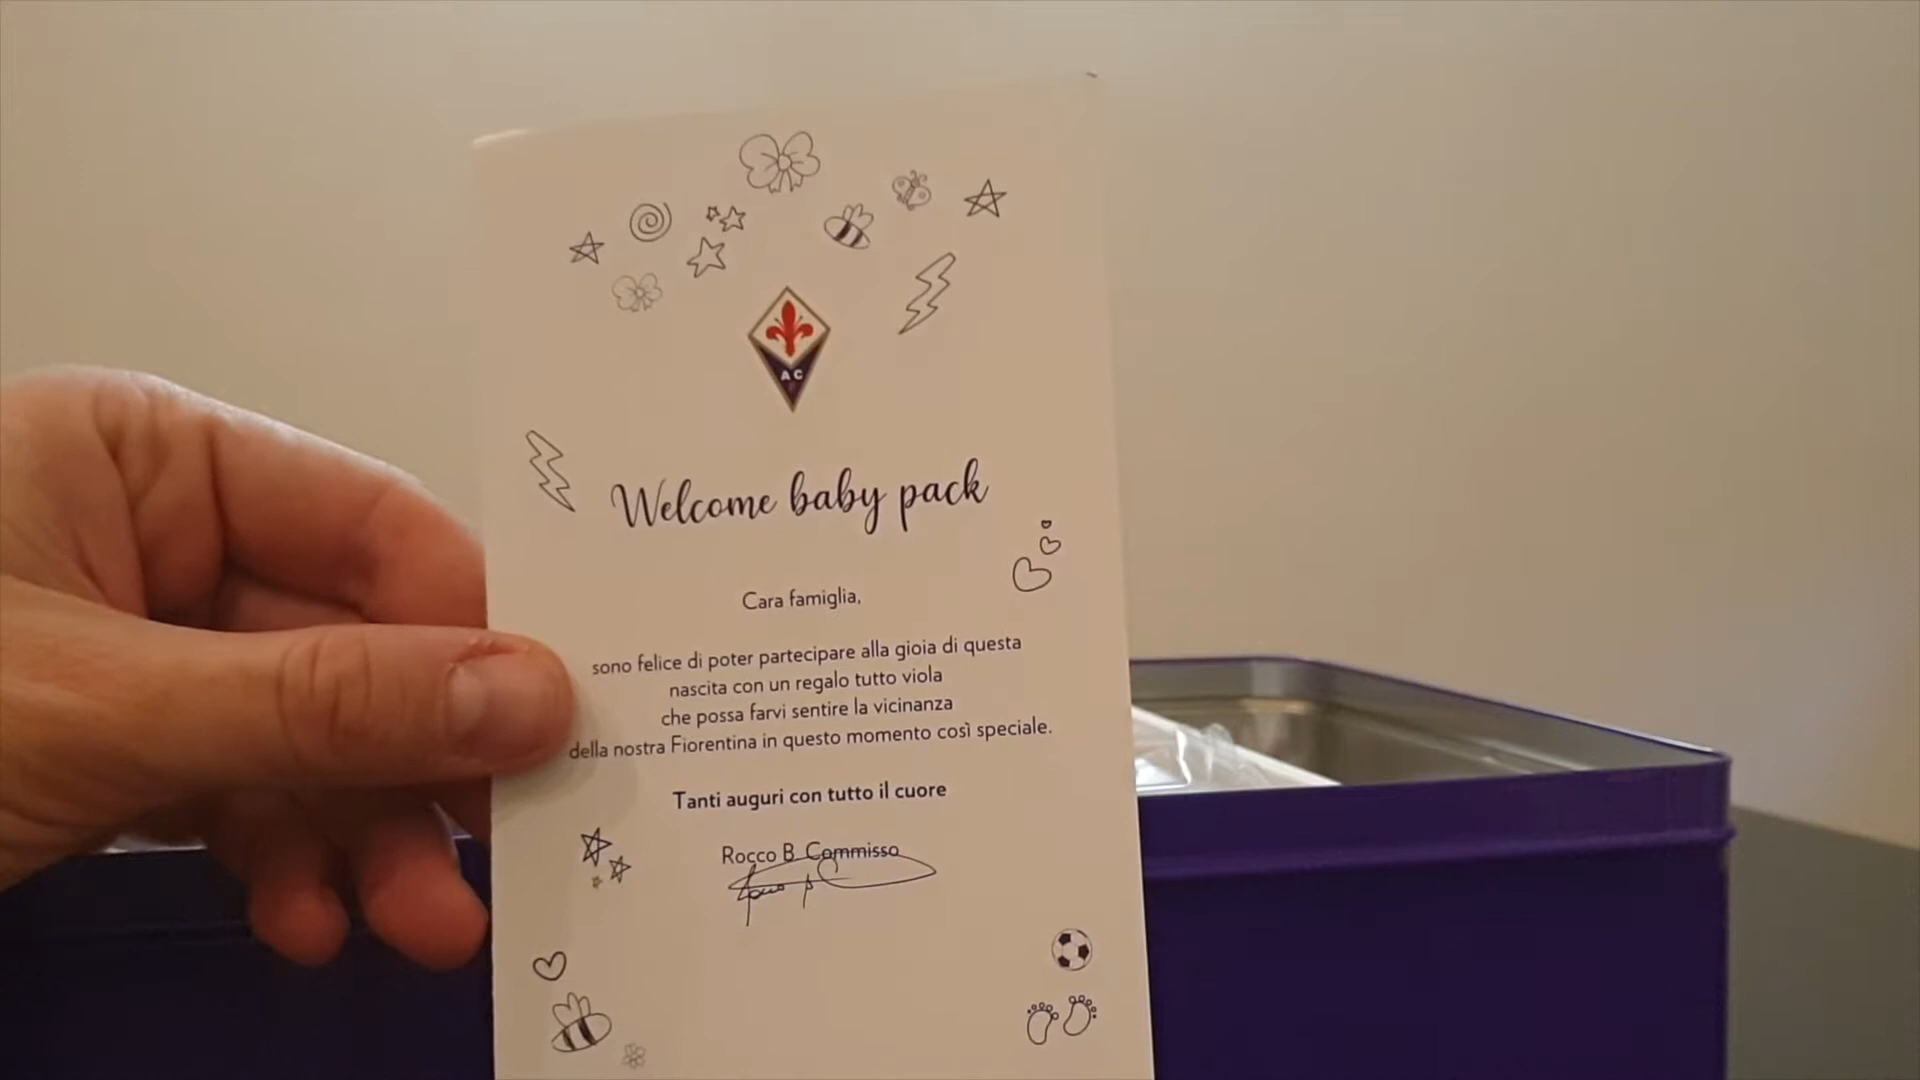 A C
Welcome baby pack
Cara famiglia,
sono felice di poter partecipare alla gioia di questa
nascita con un regalo tutto viola
che possa farvi sentire la vicinanza
della nostra Fiorentina in questo momento così speciale.
Tanti auguri con tutto il cuore
Rocco B. Commisso